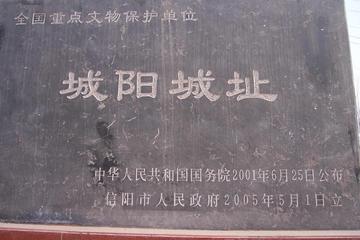 全国重点文物保护单位
城阳城址
中华人民共和国国务院2001年6月25日公布
信阳市人民政府2005年5月1日立